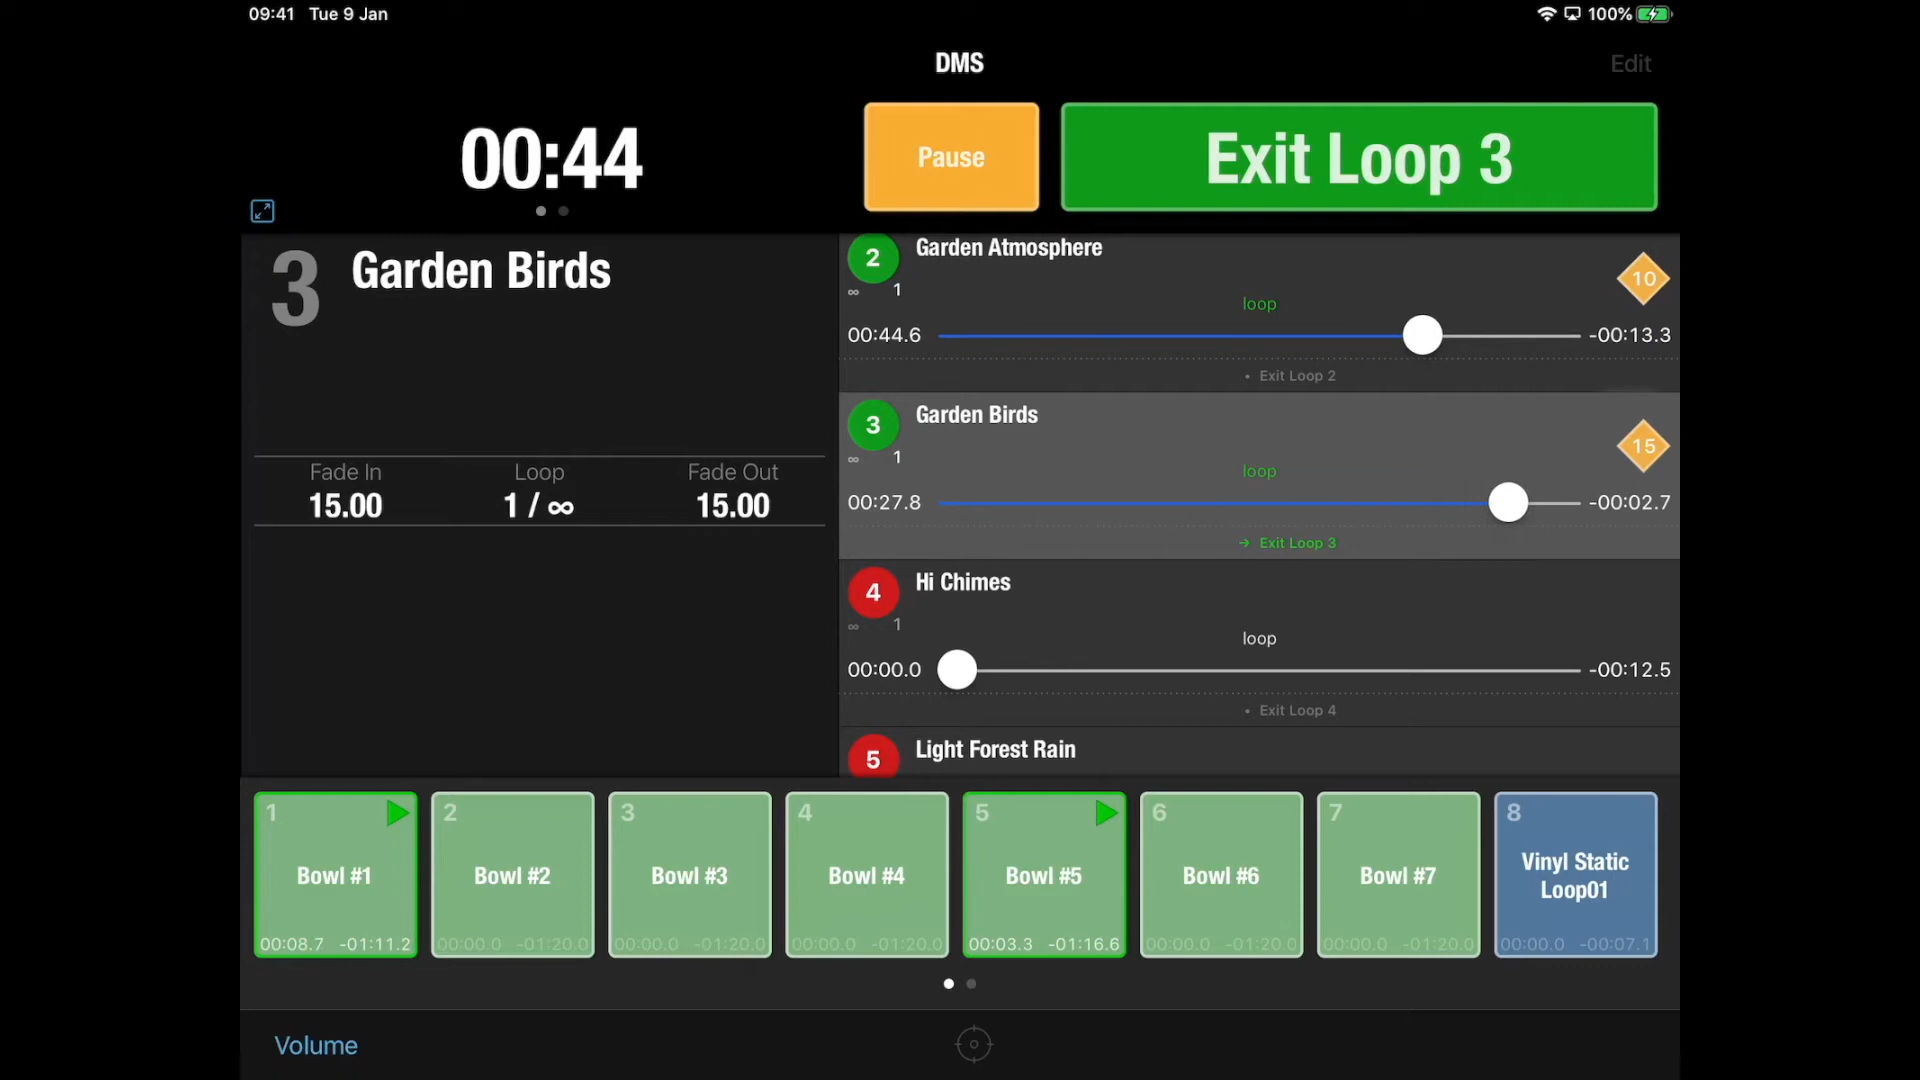 09:41 Tue 9 Jan
100%
DMS
Edit
00:44
Pause
Exit Loop 3
3 Garden Birds
Fade In Loop Fade Out
15.00 1 / ∞ 15.00
2 Garden Atmosphere
∞ 1
10
loop
00:44.6 -00:13.3
• Exit Loop 2
3 Garden Birds
∞ 1
15
loop
00:27.8 -00:02.7
→ Exit Loop 3
4 Hi Chimes
∞ 1
loop
00:00.0 -00:12.5
• Exit Loop 4
5 Light Forest Rain
1
Bowl #1
00:08.7 -01:11.2
2
Bowl #2
00:00.0 -01:20.0
3
Bowl #3
00:00.0 -01:20.0
4
Bowl #4
00:00.0 -01:20.0
5
Bowl #5
00:03.3 -01:16.6
6
Bowl #6
00:00.0 -01:20.0
7
Bowl #7
00:00.0 -01:20.0
8
Vinyl Static
Loop01
00:00.0 -00:07.1
Volume